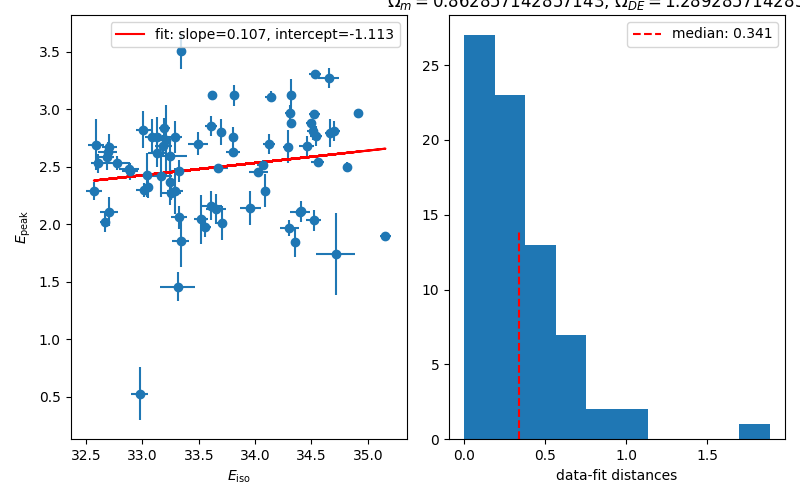 Ω_m = 0.862857142857143, Ω_DE = 1.28928571428
fit: slope=0.107, intercept=-1.113
median: 0.341
3.5
3.0
2.5
2.0
1.5
1.0
0.5
E_peak
32.5 33.0 33.5 34.0 34.5 35.0
E_iso
25
20
15
10
5
0
0.0 0.5 1.0 1.5
data-fit distances